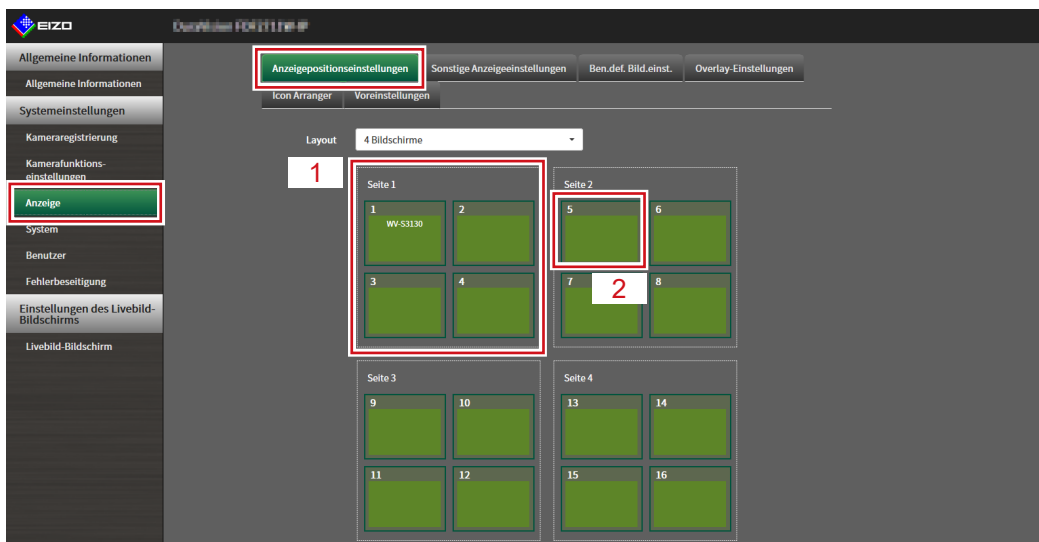 EIZO
Allgemeine Informationen
Allgemeine Informationen
Systemeinstellungen
Kameraregistrierung
Kamerafunktions-
einstellungen
Anzeige
System
Benutzer
Fehlerbeseitigung
Einstellungen des Livebild-
Bildschirms
Livebild-Bildschirm
Anzeigepositionseinstellungen Sonstige Anzeigeeinstellungen Ben.def. Bild.einst. Overlay-Einstellungen
Icon Arranger Voreinstellungen
Layout 4 Bildschirme
1
Seite 1
1 2
WV-S3130
3 4
Seite 2
5 6
7 8
2
Seite 3
9 10
11 12
Seite 4
13 14
15 16